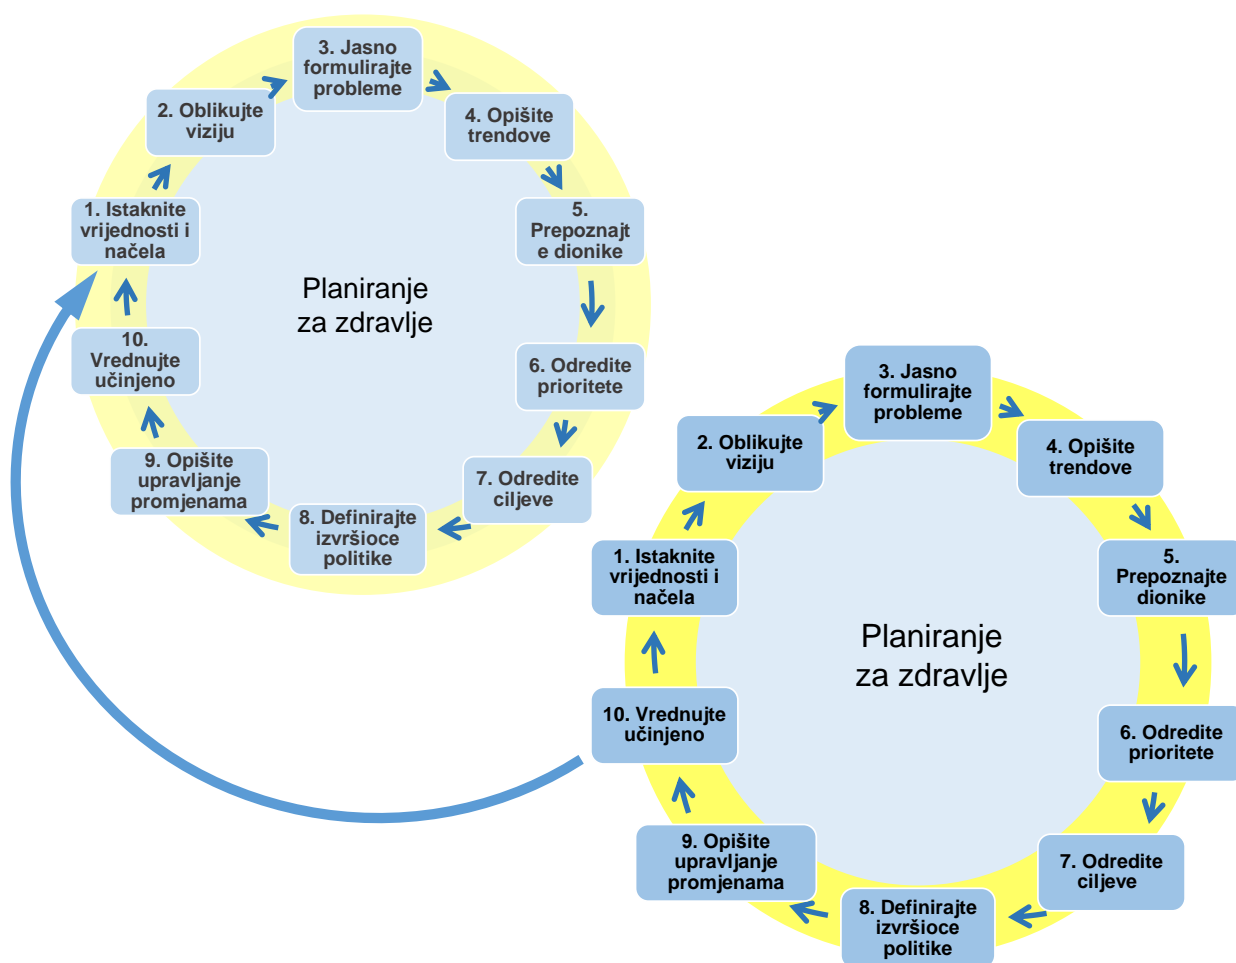 3. Jasno
formulirajte
probleme
2. Oblikujte
viziju
4. Opišite
trendove
1. Istaknite
vrijednosti i
načela
5.
Prepoznajt
e dionike
Planiranje
za zdravlje
10.
Vrednujte
učinjeno
6. Odredite
prioritete
9. Opišite
upravljanje
promjenama
7. Odredite
ciljeve
8. Definirajte
izvršioce
politike
3. Jasno
formulirajte
probleme
2. Oblikujte
viziju
4. Opišite
trendove
1. Istaknite
vrijednosti i
načela
5.
Prepoznajte
dionike
Planiranje
za zdravlje
10. Vrednujte
učinjeno
6. Odredite
prioritete
9. Opišite
upravljanje
promjenama
7. Odredite
ciljeve
8. Definirajte
izvršioce
politike